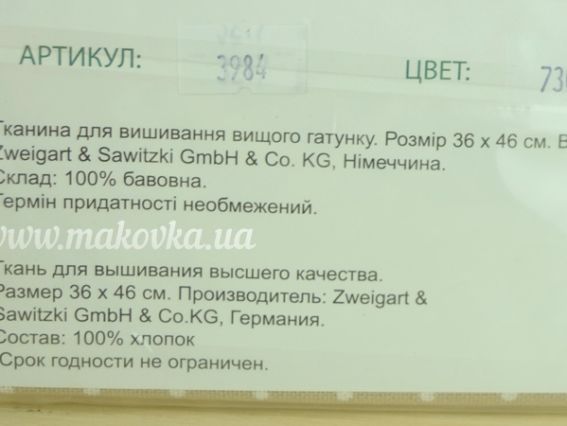 АРТИКУЛ: 3984 ЦВЕТ:
Тканина для вишивання вищого гатунку. Розмір 36 х 46 см.
Zweigart & Sawitzki GmbH & Co. KG, Німеччина.
Склад: 100% бавовна.
Термін придатності необмежений.
www.makovka.ua
Ткань для вышивания высшего качества.
Размер 36 х 46 см. Производитель: Zweigart &
Sawitzki GmbH & Co.KG, Германия.
Состав: 100% хлопок
Срок годности не ограничен.